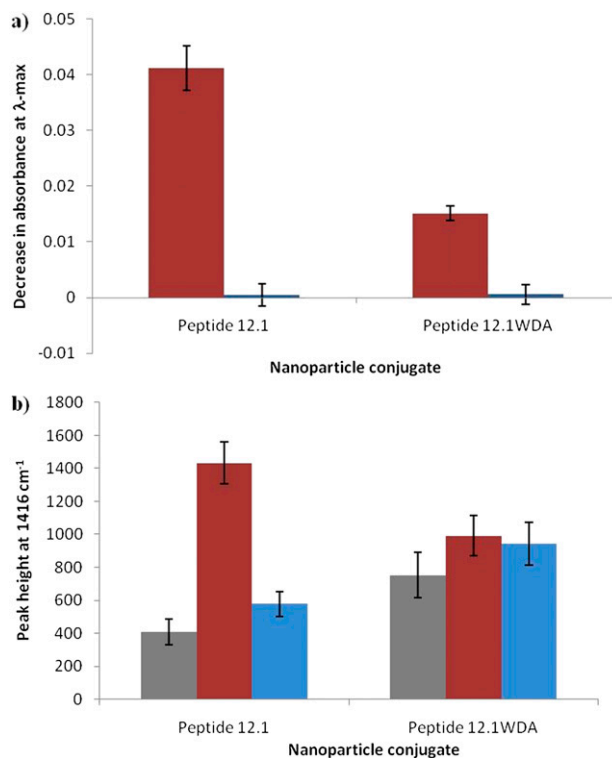 a)
Decrease in absorbance at λ-max
0.05
0.04
0.03
0.02
0.01
0
-0.01
Peptide 12.1
Peptide 12.1WDA
Nanoparticle conjugate
b)
Peak height at 1416 cm⁻¹
1800
1600
1400
1200
1000
800
600
400
200
0
Peptide 12.1
Peptide 12.1WDA
Nanoparticle conjugate